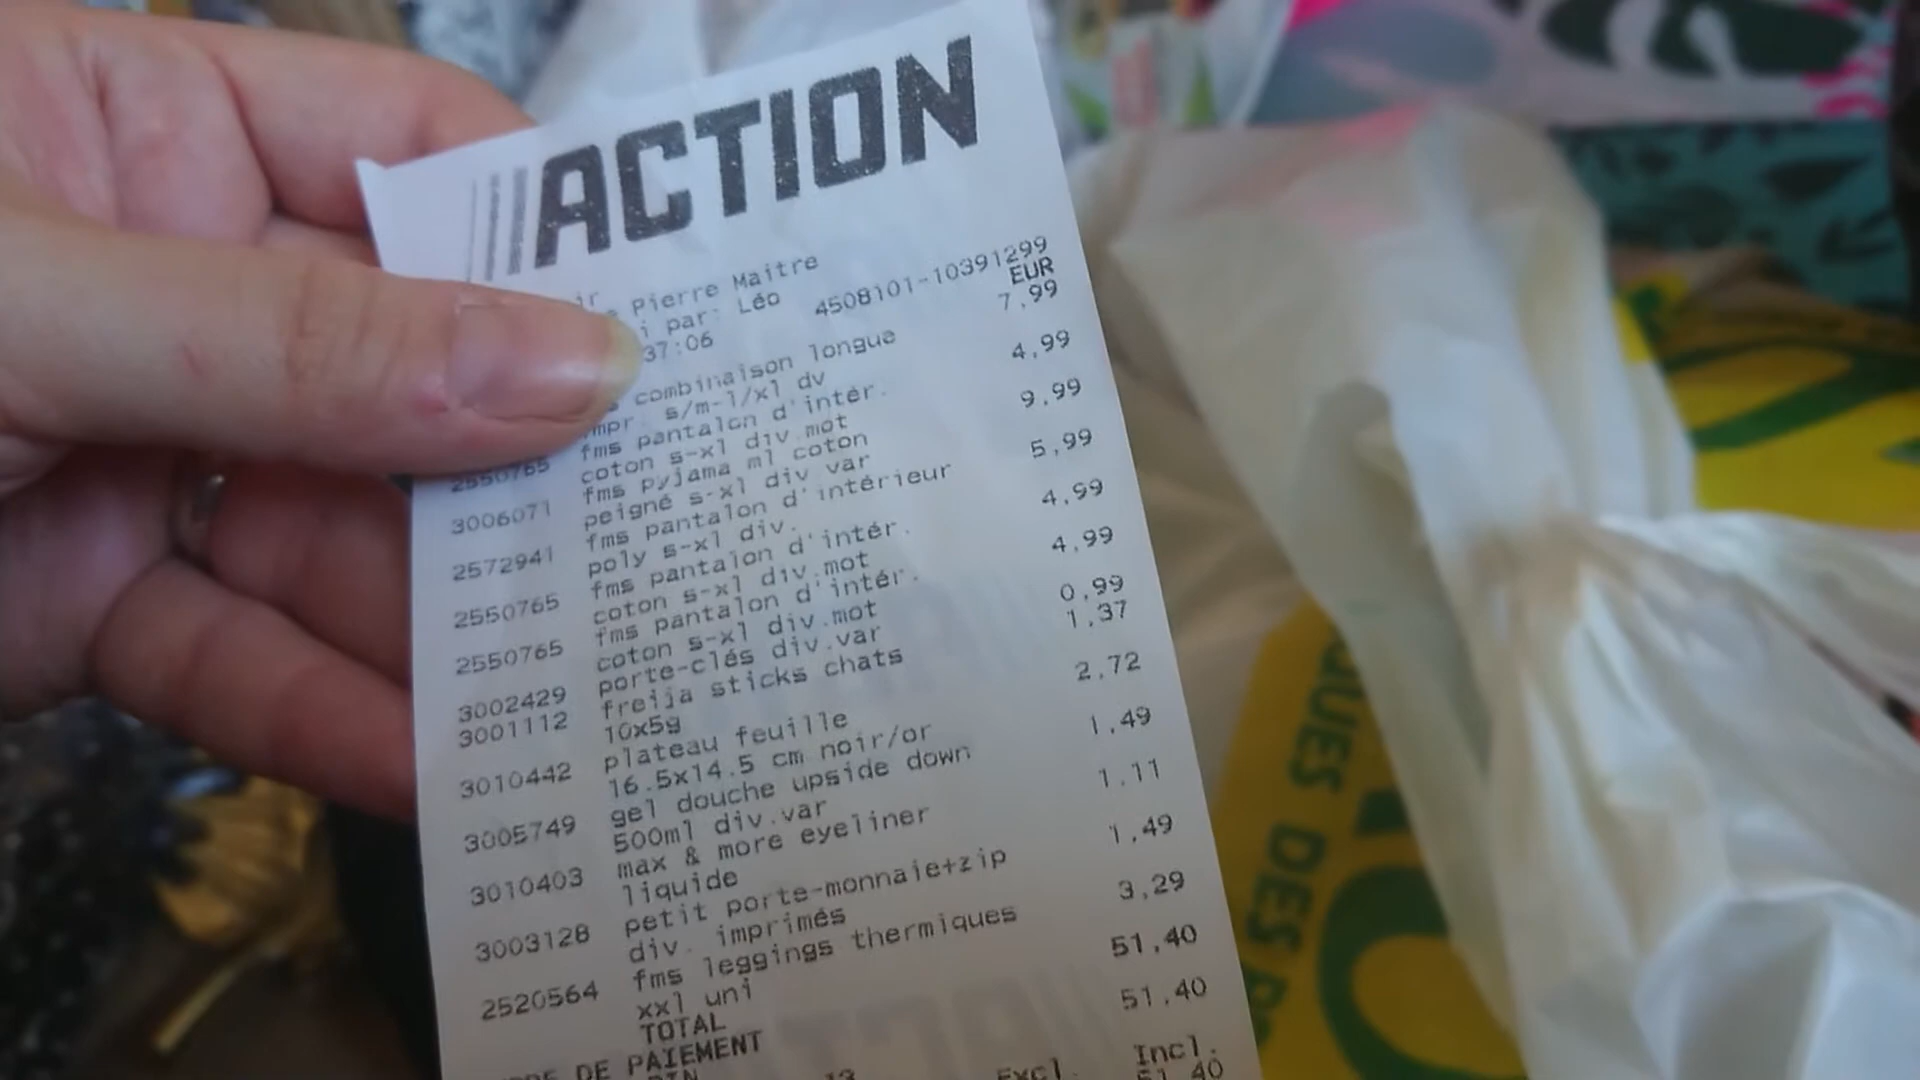 ACTION
Pierre Maitre
par: Léo
37:06 4508101-10391299
EUR
combinaison longue 7,99
impr. s/m-l/xl dv
2550765 fms pantalon d'intér. 4,99
coton s-xl div.mot
3006071 fms pyjama ml coton 9,99
peigné s-xl div var
2572941 fms pantalon d'intérieur 5,99
poly s-xl div.
2550765 fms pantalon d'intér. 4,99
coton s-xl div.mot
2550765 fms pantalon d'intér. 4,99
coton s-xl div.mot
3002429 porte-clés div.var 0,99
3001112 freija sticks chats 1,37
10x5g
3010442 plateau feuille 2,72
16.5x14.5 cm noir/or
3005749 gel douche upside down 1,49
500ml div.var
3010403 max & more eyeliner 1,11
liquide
3003128 petit porte-monnaie+zip 1,49
div. imprimés
2520564 fms leggings thermiques 3,29
xxl uni
TOTAL 51,40
DE PAIEMENT
51,40
Excl. Incl.
51,40
QUES DES